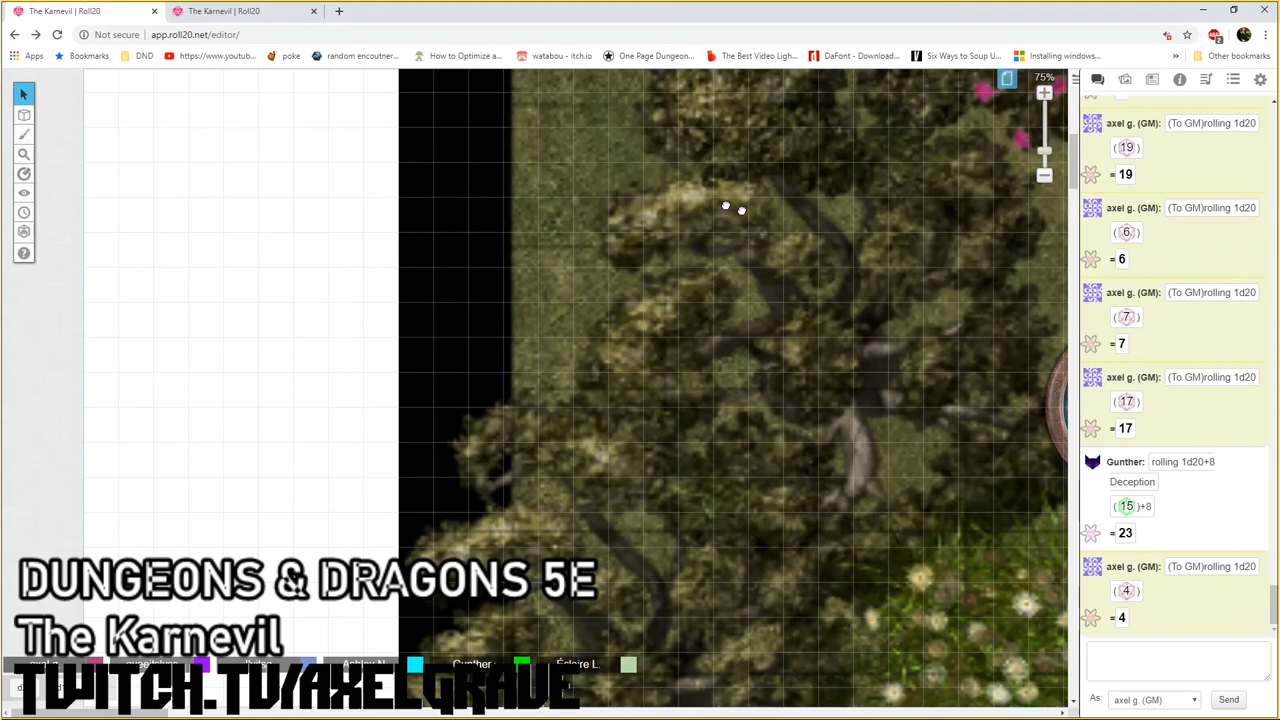 The Karnevil | Roll20
The Karnevil | Roll20
Not secure | app.roll20.net/editor/
Apps
Bookmarks
DND
https://www.youtub...
poke
random encoutner...
How to Optimize a...
watabou - itch.io
One Page Dungeon...
The Best Video Ligh...
DaFont - Download...
Six Ways to Soup U...
Installing windows...
Other bookmarks
75%
axel g. (GM): (To GM)rolling 1d20
(19)
= 19
axel g. (GM): (To GM)rolling 1d20
(6)
= 6
axel g. (GM): (To GM)rolling 1d20
(7)
= 7
axel g. (GM): (To GM)rolling 1d20
(17)
= 17
Gunther: rolling 1d20+8
Deception
(15)+8
= 23
axel g. (GM): (To GM)rolling 1d20
(4)
= 4
As: axel g. (GM) Send
DUNGEONS & DRAGONS 5E
The Karnevil
Ashley N.
Gunther
Éclaire L.
TWITCH.TV/AXELGRAVE